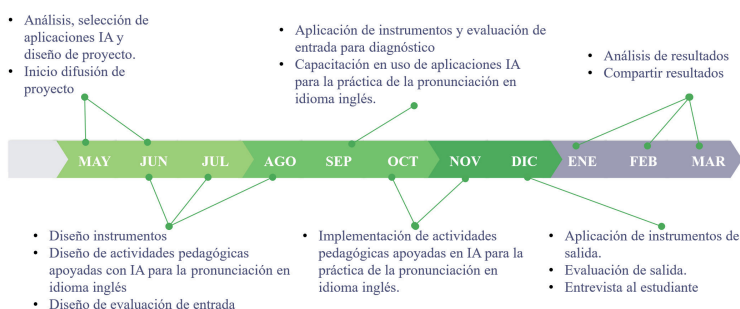 • Análisis, selección de
aplicaciones IA y
diseño de proyecto.
• Inicio difusión de
proyecto
• Aplicación de instrumentos y evaluación de
entrada para diagnóstico
• Capacitación en uso de aplicaciones IA
para la práctica de la pronunciación en
idioma inglés.
• Análisis de resultados
• Compartir resultados
MAY JUN JUL AGO SEP OCT NOV DIC ENE FEB MAR
• Diseño instrumentos
• Diseño de actividades pedagógicas
apoyadas con IA para la pronunciación en
idioma inglés
• Diseño de evaluación de entrada
• Implementación de actividades
pedagógicas apoyadas en IA para la
práctica de la pronunciación en
idioma inglés.
• Aplicación de instrumentos de
salida.
• Evaluación de salida.
• Entrevista al estudiante